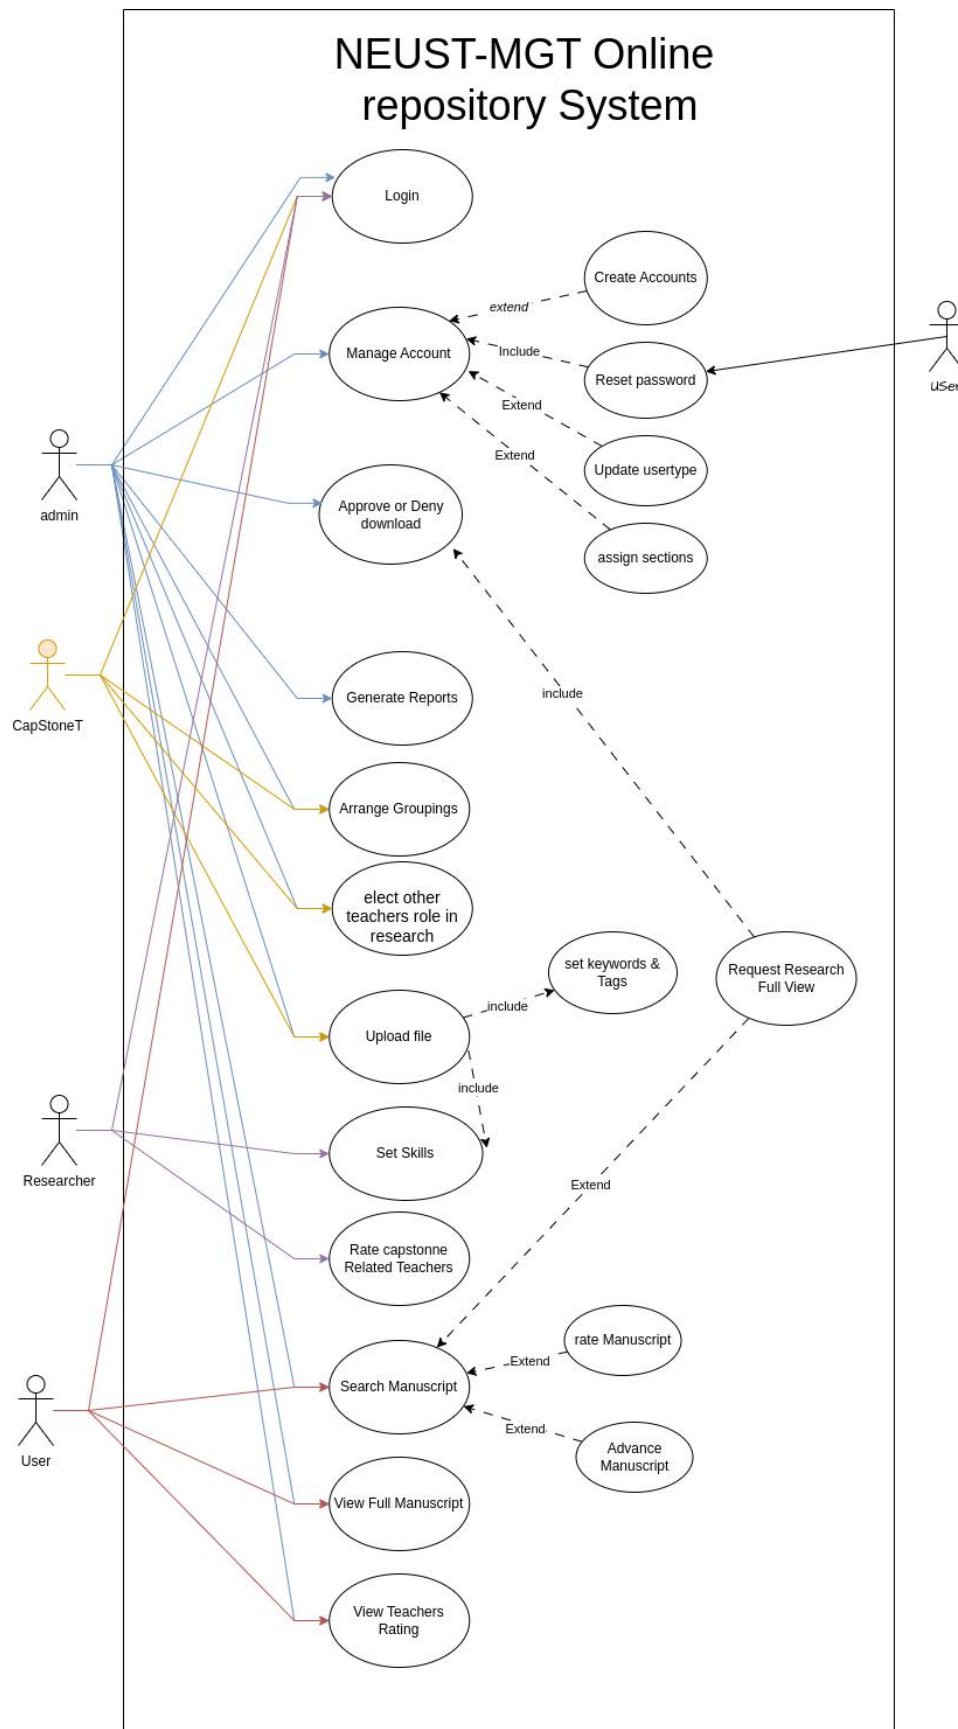 NEUST-MGT Online
repository System
Login
Create Accounts
extend
Manage Account
Include
Reset password
User
Extend
Update usertype
Extend
assign sections
admin
Approve or Deny
download
CapStoneT
include
Generate Reports
Arrange Groupings
elect other
teachers role in
research
set keywords &
Tags
Request Research
Full View
include
Upload file
include
Set Skills
Researcher
Extend
Rate capstonne
Related Teachers
rate Manuscript
Extend
Search Manuscript
Extend
Advance
Manuscript
User
View Full Manuscript
View Teachers
Rating